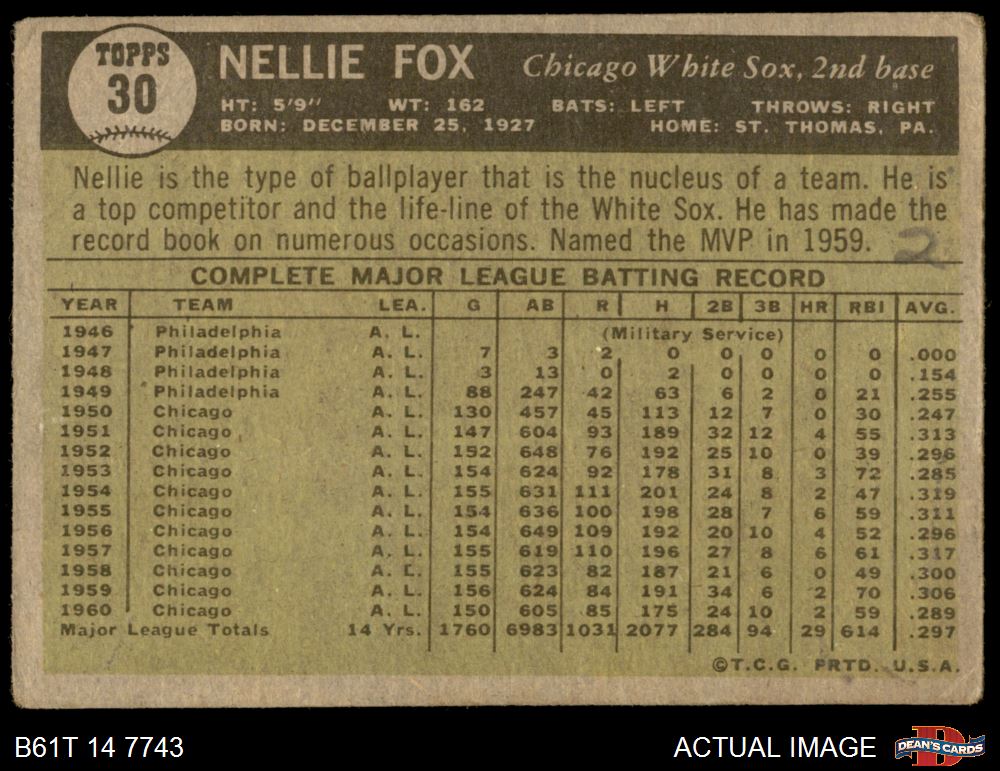 TOPPS
30
NELLIE FOX Chicago White Sox, 2nd base
HT: 5'9" WT: 162 BATS: LEFT THROWS: RIGHT
BORN: DECEMBER 25, 1927 HOME: ST. THOMAS, PA.
Nellie is the type of ballplayer that is the nucleus of a team. He is
a top competitor and the life-line of the White Sox. He has made the
record book on numerous occasions. Named the MVP in 1959. 2
COMPLETE MAJOR LEAGUE BATTING RECORD
YEAR TEAM LEA. G AB R H 2B 3B HR RBI AVG.
1946 Philadelphia A. L. (Military Service)
1947 Philadelphia A. L. 7 3 2 0 0 0 0 0 .000
1948 Philadelphia A. L. 3 13 0 2 0 0 0 0 .154
1949 Philadelphia A. L. 88 247 42 63 6 2 0 21 .255
1950 Chicago A. L. 130 457 45 113 12 7 0 30 .247
1951 Chicago A. L. 147 604 93 189 32 12 4 55 .313
1952 Chicago A. L. 152 648 76 192 25 10 0 39 .296
1953 Chicago A. L. 154 624 92 178 31 8 3 72 .285
1954 Chicago A. L. 155 631 111 201 24 8 2 47 .319
1955 Chicago A. L. 154 636 100 198 28 7 6 59 .311
1956 Chicago A. L. 154 649 109 192 20 10 4 52 .296
1957 Chicago A. L. 155 619 110 196 27 8 6 61 .317
1958 Chicago A. L. 155 623 82 187 21 6 0 49 .300
1959 Chicago A. L. 156 624 84 191 34 6 2 70 .306
1960 Chicago A. L. 150 605 85 175 24 10 2 59 .289
Major League Totals 14 Yrs. 1760 6983 1031 2077 284 94 29 614 .297
©T.C.G. PRTD. U.S.A.
B61T 14 7743 ACTUAL IMAGE DEAN'S CARDS